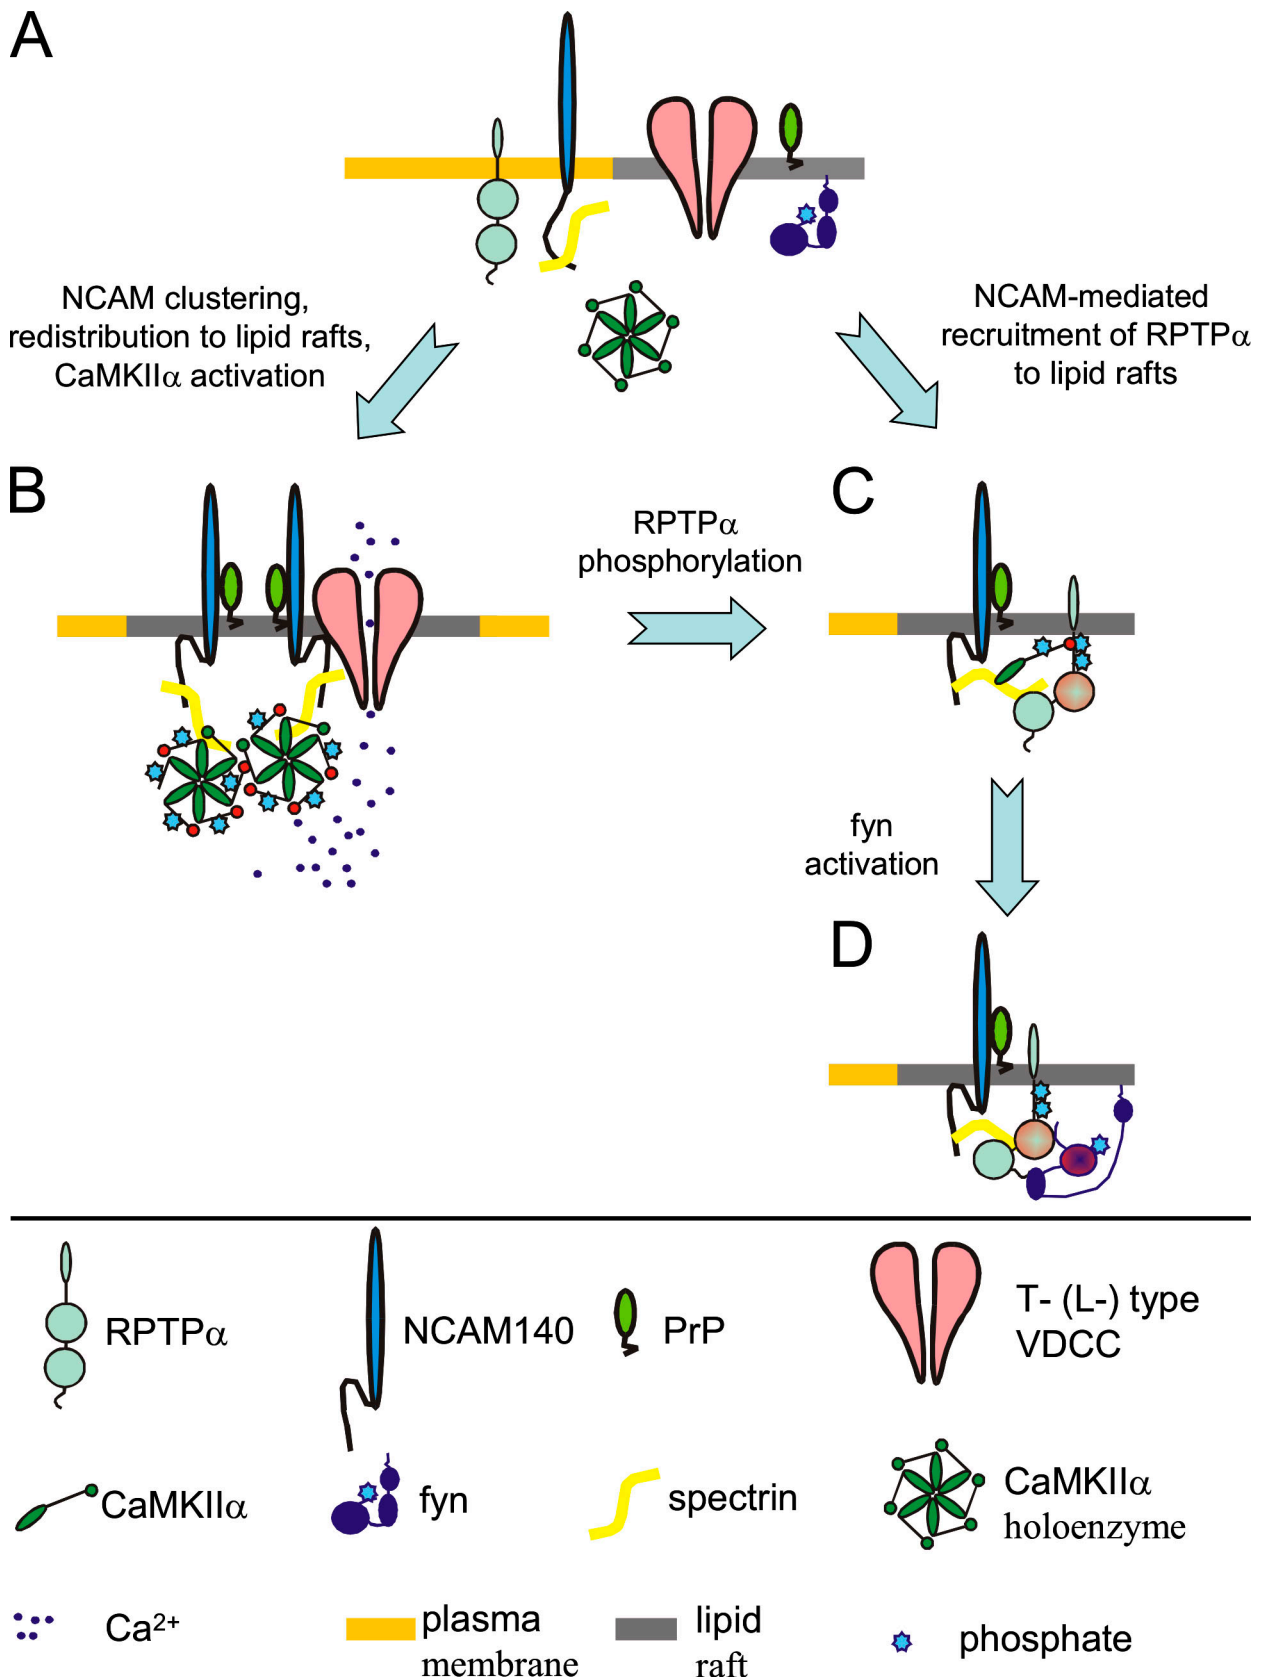 A
NCAM clustering,
redistribution to lipid rafts,
CaMKIIα activation
NCAM-mediated
recruitment of RPTPα
to lipid rafts
B
RPTPα
phosphorylation
C
fyn
activation
D
RPTPα
NCAM140
PrP
T- (L-) type
VDCC
CaMKIIα
fyn
spectrin
CaMKIIα
holoenzyme
Ca²⁺
plasma
membrane
lipid
raft
phosphate